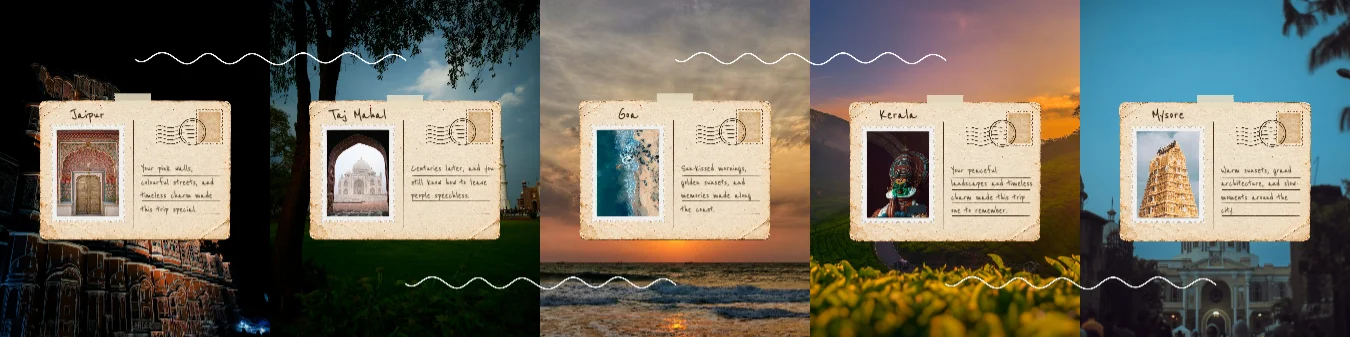 Jaipur
Your pink walls,
colourful streets, and
timeless charm made
this trip special.
Taj Mahal
Centuries later, and you
still know how to leave
people speechless.
Goa
Sun-kissed mornings,
golden sunsets, and
memories made along
the coast.
Kerala
Your peaceful
landscapes and timeless
charm made this trip
one to remember.
Mysore
Warm sunsets, grand
architecture, and slow
moments around the
city